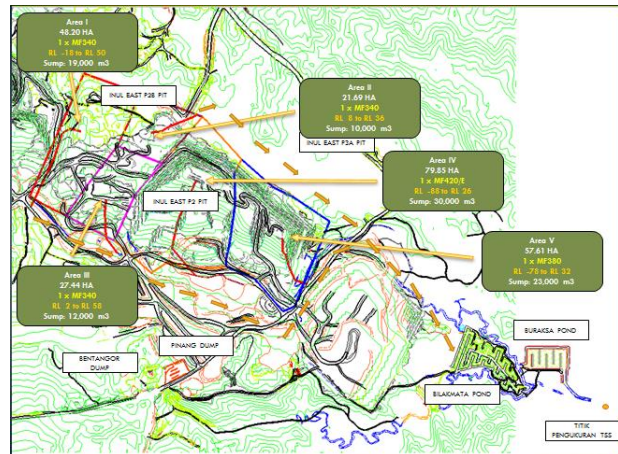 Area I
48.20 HA
1 x MF340
RL -18 to RL 50
Sump: 19,000 m3
INUL EAST P2B PIT
Area II
21.69 HA
1 x MF340
RL 8 to RL 36
Sump: 10,000 m3
INUL EAST P2A PIT
Area IV
79.85 HA
1 x MF420/E
RL -88 to RL 26
Sump: 30,000 m3
INUL EAST P2 PIT
Area V
57.61 HA
1 x MF380
RL -78 to RL 32
Sump: 23,000 m3
Area III
27.44 HA
1 x MF340
RL 2 to RL 58
Sump: 12,000 m3
PINANG DUMP
BENTANGOR
DUMP
BURAKSA
POND
BILAKMATA POND
TITIK
PENGUKURAN TSS